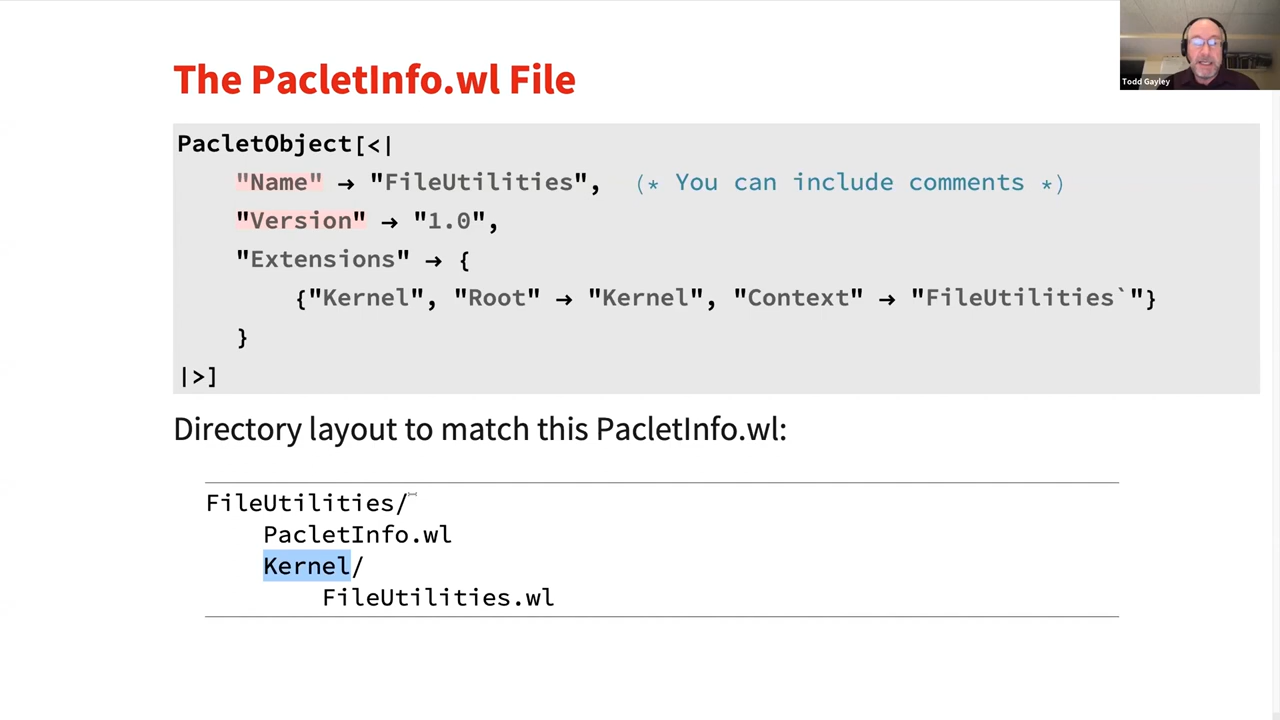 The PacletInfo.wl File
Todd Gayley
PacletObject[<|
"Name" → "FileUtilities", (* You can include comments *)
"Version" → "1.0",
"Extensions" → {
{"Kernel", "Root" → "Kernel", "Context" → "FileUtilities`"}
}
|>]
Directory layout to match this PacletInfo.wl:
FileUtilities/
PacletInfo.wl
Kernel/
FileUtilities.wl